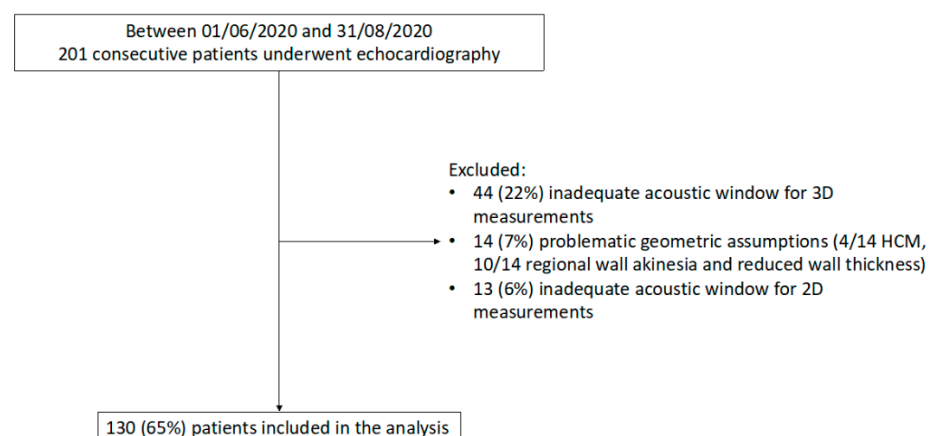 Between 01/06/2020 and 31/08/2020
201 consecutive patients underwent echocardiography
Excluded:
• 44 (22%) inadequate acoustic window for 3D
measurements
• 14 (7%) problematic geometric assumptions (4/14 HCM,
10/14 regional wall akinesia and reduced wall thickness)
• 13 (6%) inadequate acoustic window for 2D
measurements
130 (65%) patients included in the analysis